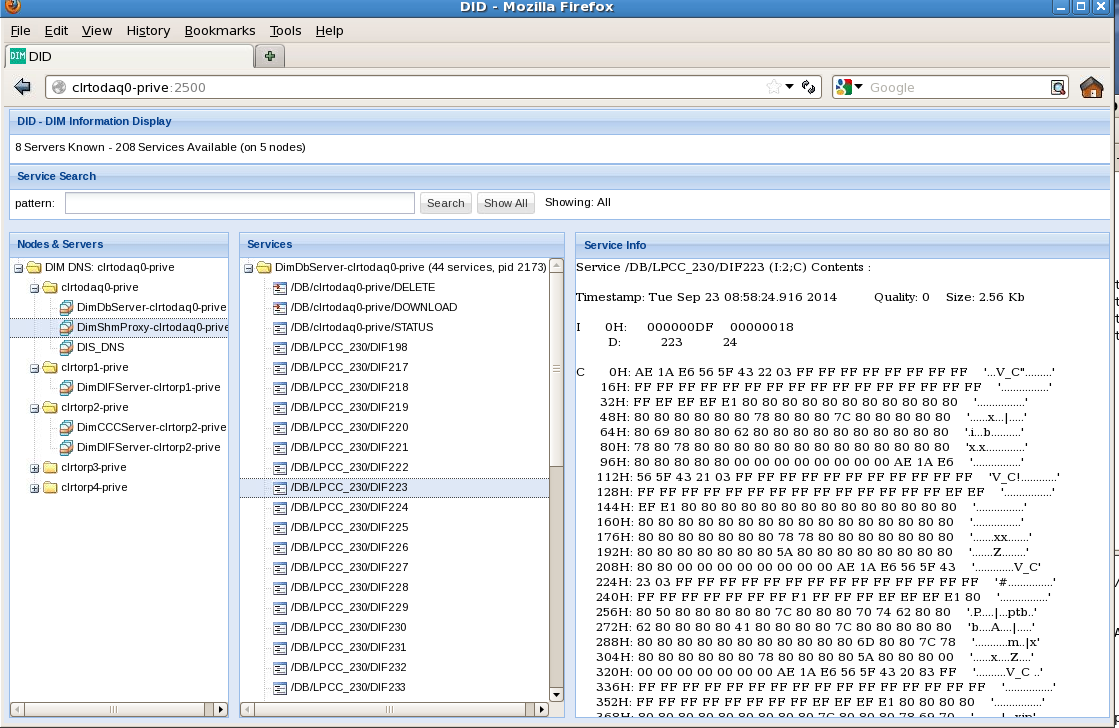 DID - Mozilla Firefox
File Edit View History Bookmarks Tools Help
DIM DID
clrtodaq0-prive:2500 Google
DID - DIM Information Display
8 Servers Known - 208 Services Available (on 5 nodes)
Service Search
pattern: Search Show All Showing: All
Nodes & Servers
DIM DNS: clrtodaq0-prive
clrtodaq0-prive
DimDbServer-clrtodaq0-prive
DimShmProxy-clrtodaq0-prive
DIS_DNS
clrtorp1-prive
DimDIFServer-clrtorp1-prive
clrtorp2-prive
DimCCCServer-clrtorp2-prive
DimDIFServer-clrtorp2-prive
clrtorp3-prive
clrtorp4-prive
Services
DimDbServer-clrtodaq0-prive (44 services, pid 2173)
/DB/clrtodaq0-prive/DELETE
/DB/clrtodaq0-prive/DOWNLOAD
/DB/clrtodaq0-prive/STATUS
/DB/LPCC_230/DIF198
/DB/LPCC_230/DIF217
/DB/LPCC_230/DIF218
/DB/LPCC_230/DIF219
/DB/LPCC_230/DIF220
/DB/LPCC_230/DIF221
/DB/LPCC_230/DIF222
/DB/LPCC_230/DIF223
/DB/LPCC_230/DIF224
/DB/LPCC_230/DIF225
/DB/LPCC_230/DIF226
/DB/LPCC_230/DIF227
/DB/LPCC_230/DIF228
/DB/LPCC_230/DIF229
/DB/LPCC_230/DIF230
/DB/LPCC_230/DIF231
/DB/LPCC_230/DIF232
/DB/LPCC_230/DIF233
Service Info
Service /DB/LPCC_230/DIF223 (I:2;C) Contents :
Timestamp: Tue Sep 23 08:58:24.916 2014 Quality: 0 Size: 2.56 Kb
I 0H: 000000DF 00000018
D: 223 24
C 0H: AE 1A E6 56 5F 43 22 03 FF FF FF FF FF FF FF FF '...V_C".........'
16H: FF FF FF FF FF FF FF FF FF FF FF FF FF FF FF FF '................'
32H: FF EF EF EF E1 80 80 80 80 80 80 80 80 80 80 80 '................'
48H: 80 80 80 80 80 80 78 80 80 80 7C 80 80 80 80 80 '......x...|.....'
64H: 80 69 80 80 80 62 80 80 80 80 80 80 80 80 80 80 '.i...b..........'
80H: 78 80 78 80 80 80 80 80 80 80 80 80 80 80 80 80 'x.x.............'
96H: 80 80 80 80 80 00 00 00 00 00 00 00 00 AE 1A E6 '................'
112H: 56 5F 43 21 03 FF FF FF FF FF FF FF FF FF FF FF 'V_C!............'
128H: FF FF FF FF FF FF FF FF FF FF FF FF FF FF EF EF '................'
144H: EF E1 80 80 80 80 80 80 80 80 80 80 80 80 80 80 '................'
160H: 80 80 80 80 80 80 80 80 80 80 80 80 80 80 80 80 '................'
176H: 80 80 80 80 80 80 80 78 78 80 80 80 80 80 80 80 '.......xx.......'
192H: 80 80 80 80 80 80 80 5A 80 80 80 80 80 80 80 80 '.......Z........'
208H: 80 80 00 00 00 00 00 00 00 00 AE 1A E6 56 5F 43 '.............V_C'
224H: 23 03 FF FF FF FF FF FF FF FF FF FF FF FF FF FF '#...............'
240H: FF FF FF FF FF FF FF FF F1 FF FF FF EF EF EF E1 80 '................'
256H: 80 50 80 80 80 80 80 7C 80 80 80 70 74 62 80 80 '.P.....|...ptb..'
272H: 62 80 80 80 80 41 80 80 80 80 7C 80 80 80 80 80 'b....A....|.....'
288H: 80 80 80 80 80 80 80 80 80 80 80 6D 80 80 7C 78 '...........m..|x'
304H: 80 80 80 80 80 78 80 80 80 80 5A 80 80 80 80 00 '.....x....Z....'
320H: 00 00 00 00 00 00 00 AE 1A E6 56 5F 43 20 83 FF '..........V_C ..'
336H: FF FF FF FF FF FF FF FF FF FF FF FF FF FF FF FF '................'
352H: FF FF FF FF FF FF FF FF EF EF EF E1 80 80 80 80 '................'